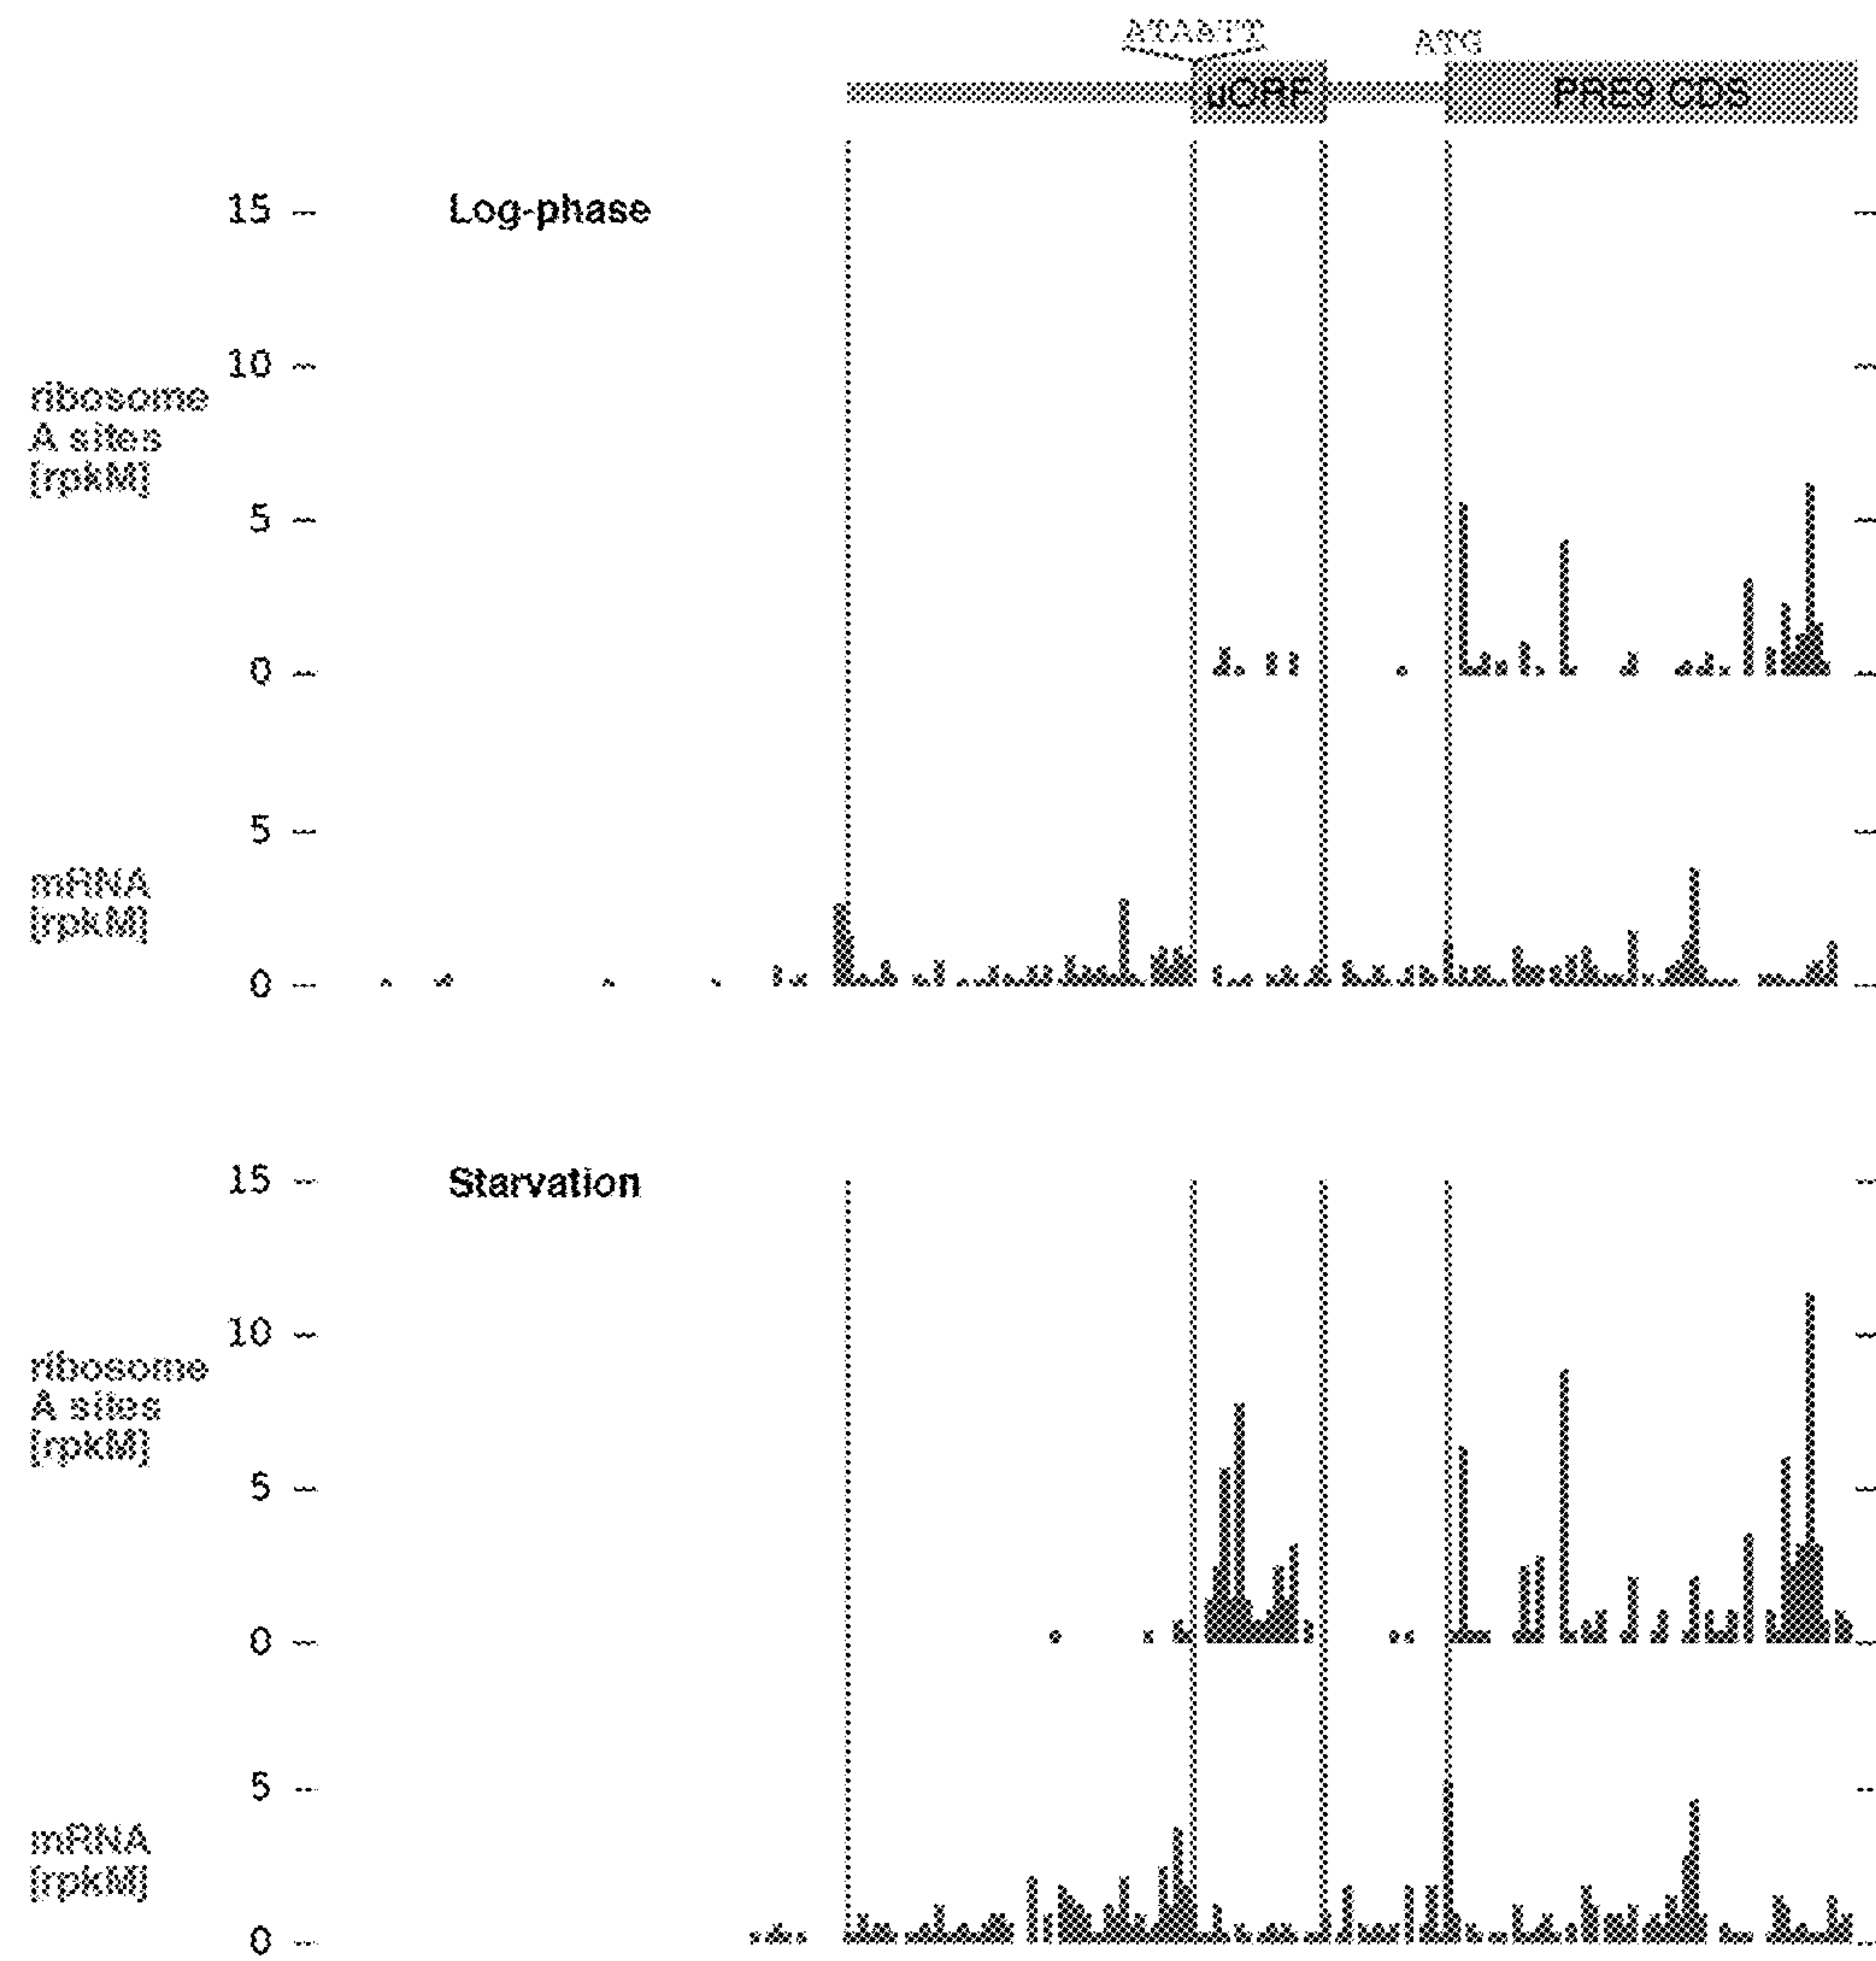 ATAATT
ATG
uORF
PRE9 CDS
Log-phase
15
10
ribosome
A sites
[rpkM]
5
0
5
mRNA
[rpkM]
0
Starvation
15
10
ribosome
A sites
[rpkM]
5
0
5
mRNA
[rpkM]
0